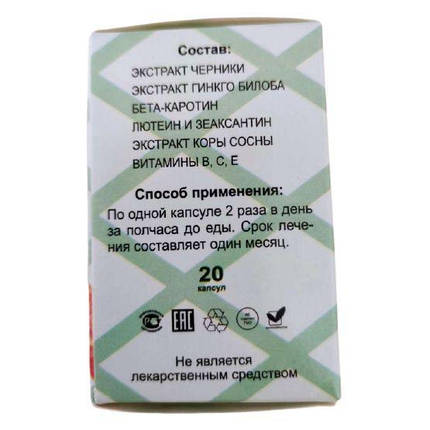 Состав:
ЭКСТРАКТ ЧЕРНИКИ
ЭКСТРАКТ ГИНКГО БИЛОБА
БЕТА-КАРОТИН
ЛЮТЕИН И ЗЕАКСАНТИН
ЭКСТРАКТ КОРЫ СОСНЫ
ВИТАМИНЫ B, C, E
Способ применения:
По одной капсуле 2 раза в день
за полчаса до еды. Срок лече-
ния составляет один месяц.
20
капсул
EAC
Не является
лекарственным средством